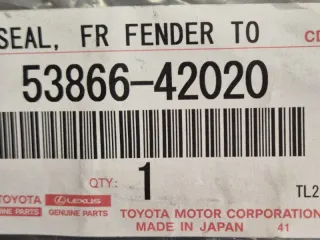 SEAL, FR FENDER TO
CD
53866-42020
QTY: 1
TL2
TOYOTA LEXUS
GENUINE PARTS GENUINE PARTS
TOYOTA MOTOR CORPORATION
MADE IN JAPAN 41